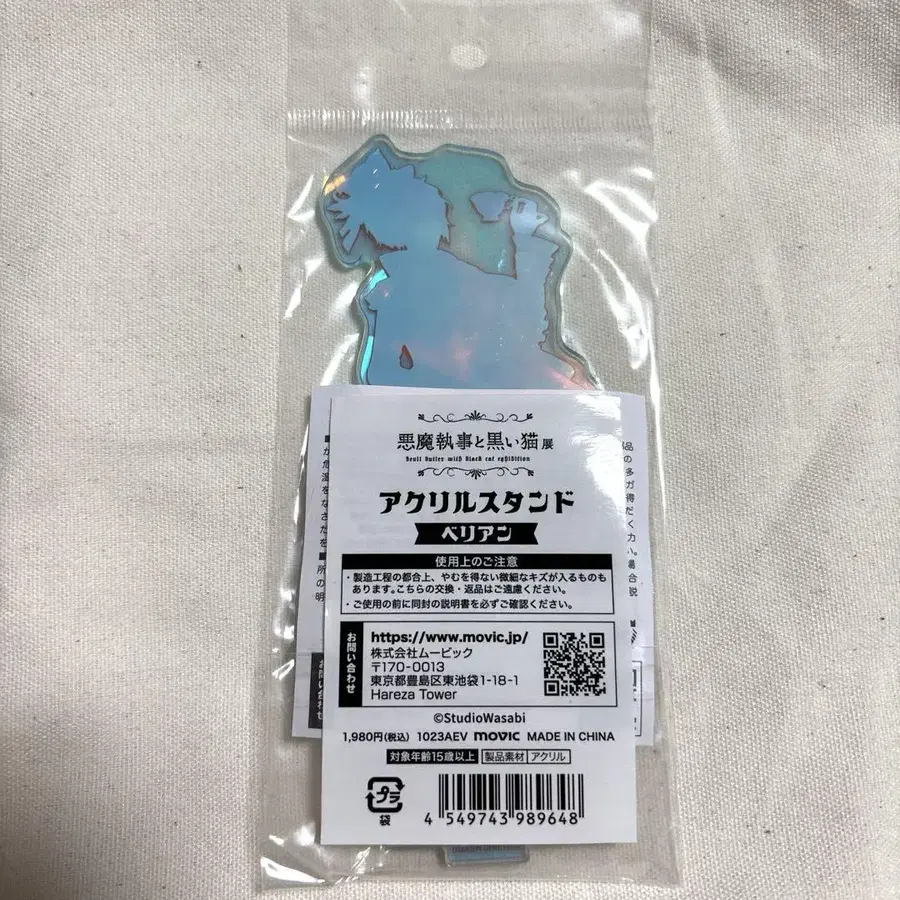 悪魔執事と黒い猫展
Devil butler with black cat exhibition
アクリルスタンド
ベリアン
使用上のご注意
・製造工程の都合上、やむを得ない微細なキズが入るものも
あります。こちらの交換・返品はご遠慮ください。
・ご使用の前に同封の説明書を必ずご確認ください。
お問い合わせ
https://www.movic.jp/
株式会社ムービック
〒170-0013
東京都豊島区東池袋1-18-1
Hareza Tower
©StudioWasabi
1,980円(税込) 1023AEV movic MADE IN CHINA
対象年齢15歳以上 製品素材 アクリル
プラ
袋
4 549743 989648
お問い合わせ